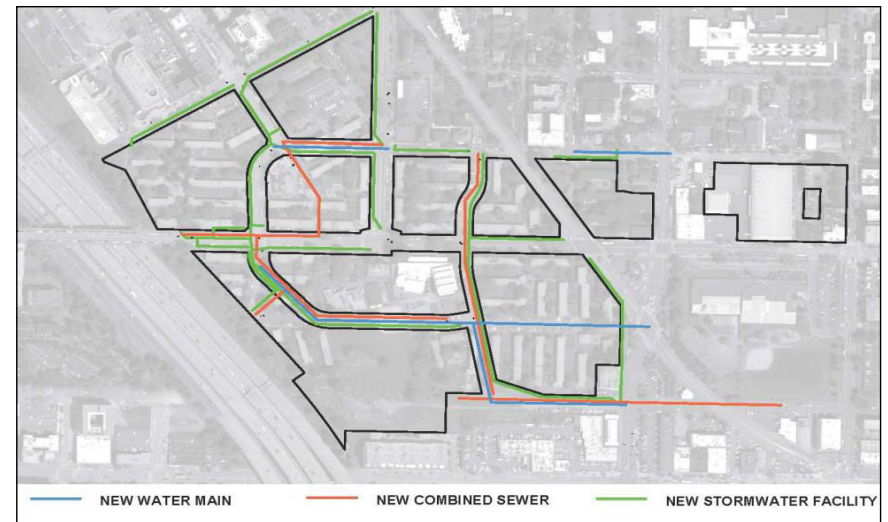 NEW WATER MAIN
NEW COMBINED SEWER
NEW STORMWATER FACILITY